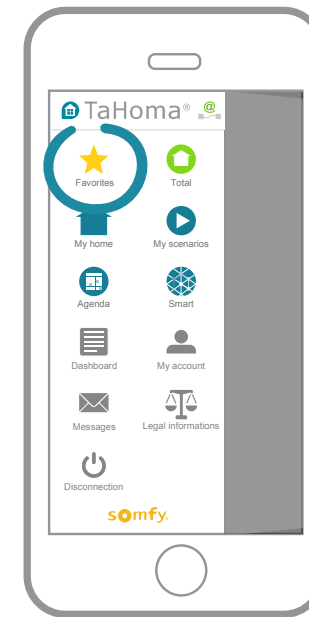 TaHoma® @
Favorites Total
My home My scenarios
Agenda Smart
Dashboard My account
Messages Legal informations
Disconnection
somfy.